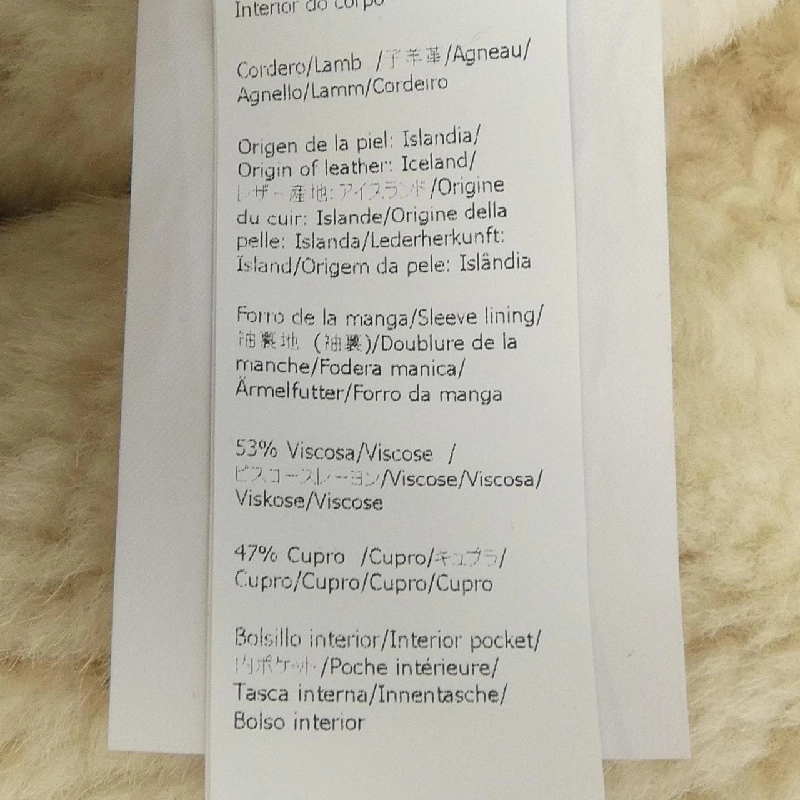 Interior do corpo
Cordero/Lamb /子羊革/Agneau/
Agnello/Lamm/Cordeiro
Origen de la piel: Islandia/
Origin of leather: Iceland/
レザー産地:アイスランド/Origine
du cuir: Islande/Origine della
pelle: Islanda/Lederherkunft:
Island/Origem da pele: Islândia
Forro de la manga/Sleeve lining/
袖裏地 (袖裏)/Doublure de la
manche/Fodera manica/
Ärmelfutter/Forro da manga
53% Viscosa/Viscose /
ビスコースレーヨン/Viscose/Viscosa/
Viskose/Viscose
47% Cupro /Cupro/キュプラ/
Cupro/Cupro/Cupro/Cupro
Bolsillo interior/Interior pocket/
内ポケット/Poche intérieure/
Tasca interna/Innentasche/
Bolso interior